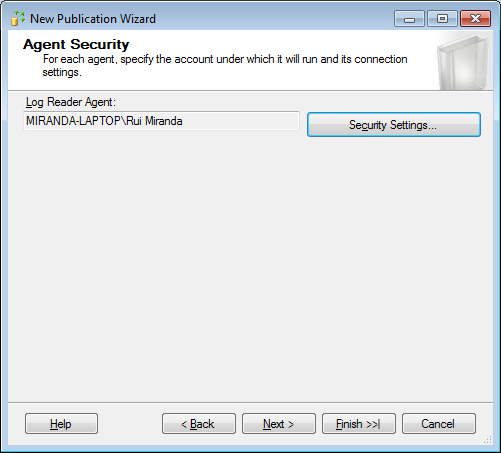 New Publication Wizard
Agent Security
For each agent, specify the account under which it will run and its connection
settings.
Log Reader Agent:
MIRANDA-LAPTOP\Rui Miranda
Security Settings...
Help
< Back
Next >
Finish >>|
Cancel